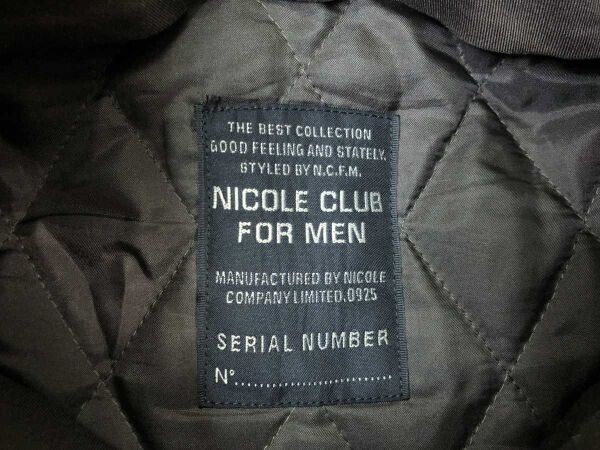 THE BEST COLLECTION
GOOD FEELING AND STATELY.
STYLED BY N.C.F.M.
NICOLE CLUB
FOR MEN
MANUFACTURED BY NICOLE
COMPANY LIMITED.0925
SERIAL NUMBER
N°..............................